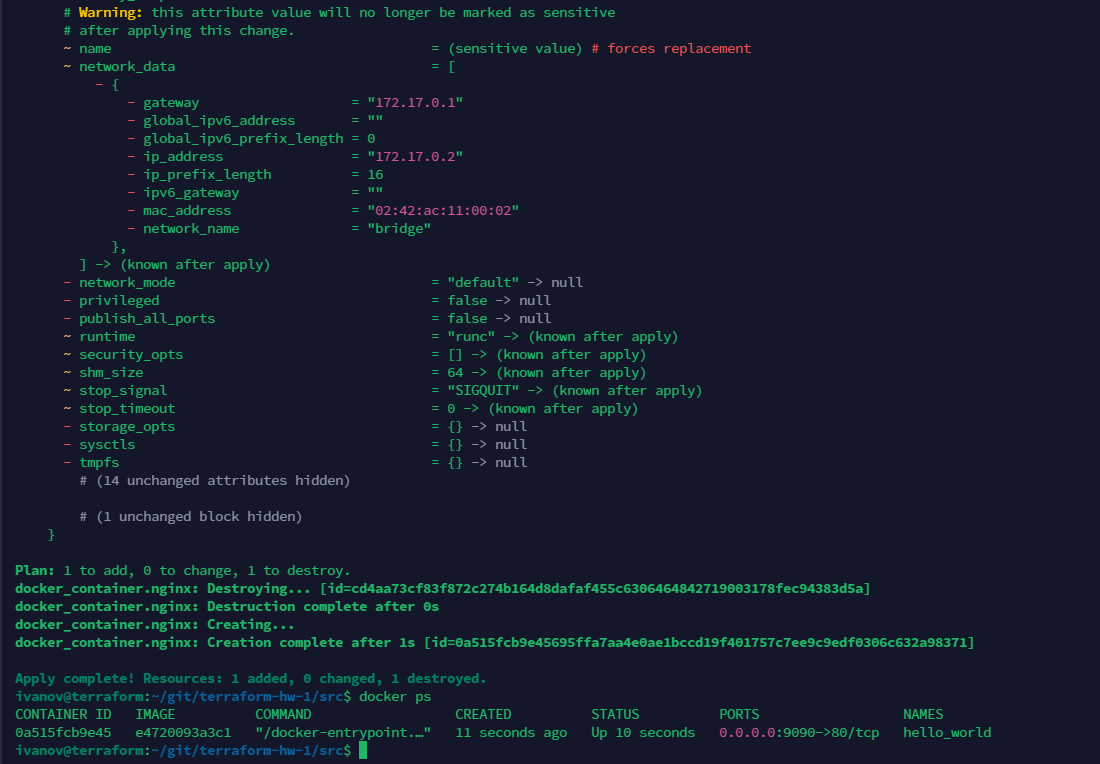 # Warning: this attribute value will no longer be marked as sensitive
# after applying this change.
~ name = (sensitive value) # forces replacement
~ network_data = [
- {
- gateway = "172.17.0.1"
- global_ipv6_address = ""
- global_ipv6_prefix_length = 0
- ip_address = "172.17.0.2"
- ip_prefix_length = 16
- ipv6_gateway = ""
- mac_address = "02:42:ac:11:00:02"
- network_name = "bridge"
},
] -> (known after apply)
- network_mode = "default" -> null
- privileged = false -> null
- publish_all_ports = false -> null
~ runtime = "runc" -> (known after apply)
~ security_opts = [] -> (known after apply)
~ shm_size = 64 -> (known after apply)
~ stop_signal = "SIGQUIT" -> (known after apply)
~ stop_timeout = 0 -> (known after apply)
- storage_opts = {} -> null
- sysctls = {} -> null
- tmpfs = {} -> null
# (14 unchanged attributes hidden)
# (1 unchanged block hidden)
}
Plan: 1 to add, 0 to change, 1 to destroy.
docker_container.nginx: Destroying... [id=cd4aa73cf83f872c274b164d8dafaf455c6306464842719003178fec94383d5a]
docker_container.nginx: Destruction complete after 0s
docker_container.nginx: Creating...
docker_container.nginx: Creation complete after 1s [id=0a515fcb9e45695ffa7aa4e0ae1bccd19f401757c7ee9c9edf0306c632a98371]
Apply complete! Resources: 1 added, 0 changed, 1 destroyed.
ivanov@terraform:~/git/terraform-hw-1/src$ docker ps
CONTAINER ID IMAGE COMMAND CREATED STATUS PORTS NAMES
0a515fcb9e45 e4720093a3c1 "/docker-entrypoint.…" 11 seconds ago Up 10 seconds 0.0.0.0:9090->80/tcp hello_world
ivanov@terraform:~/git/terraform-hw-1/src$